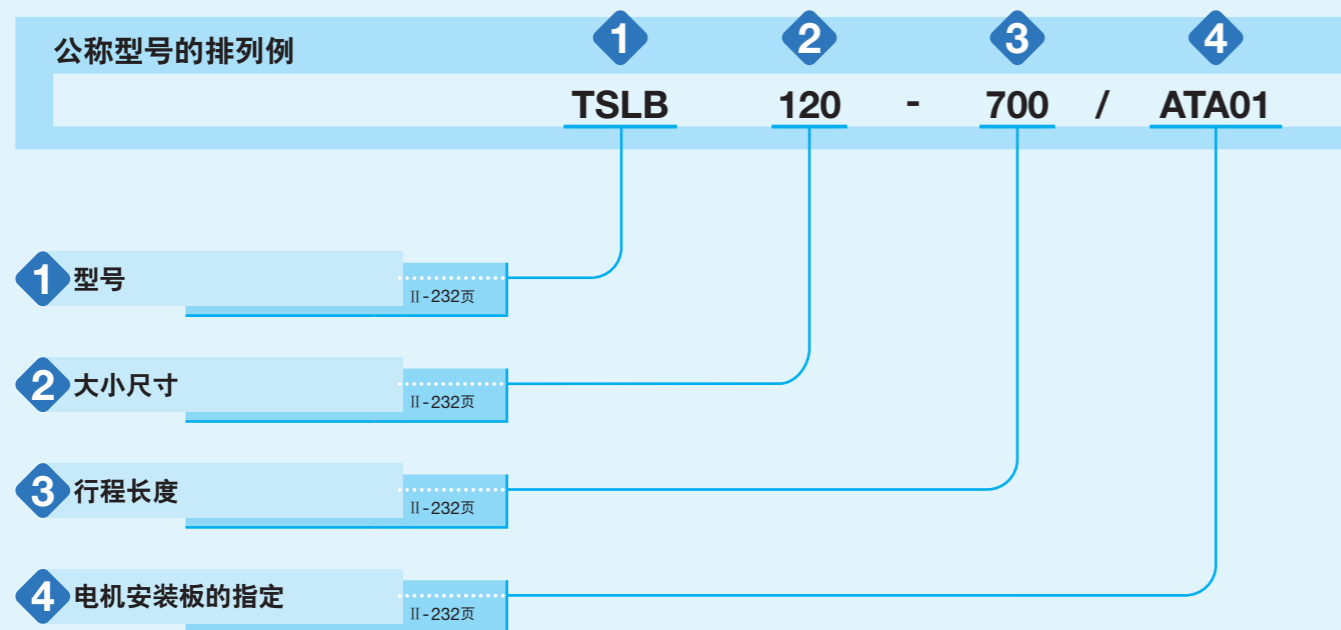 公称型号的排列例
1 2 3 4
TSLB 120 - 700 / ATA01
1 型号
II-232页
2 大小尺寸
II-232页
3 行程长度
II-232页
4 电机安装板的指定
II-232页